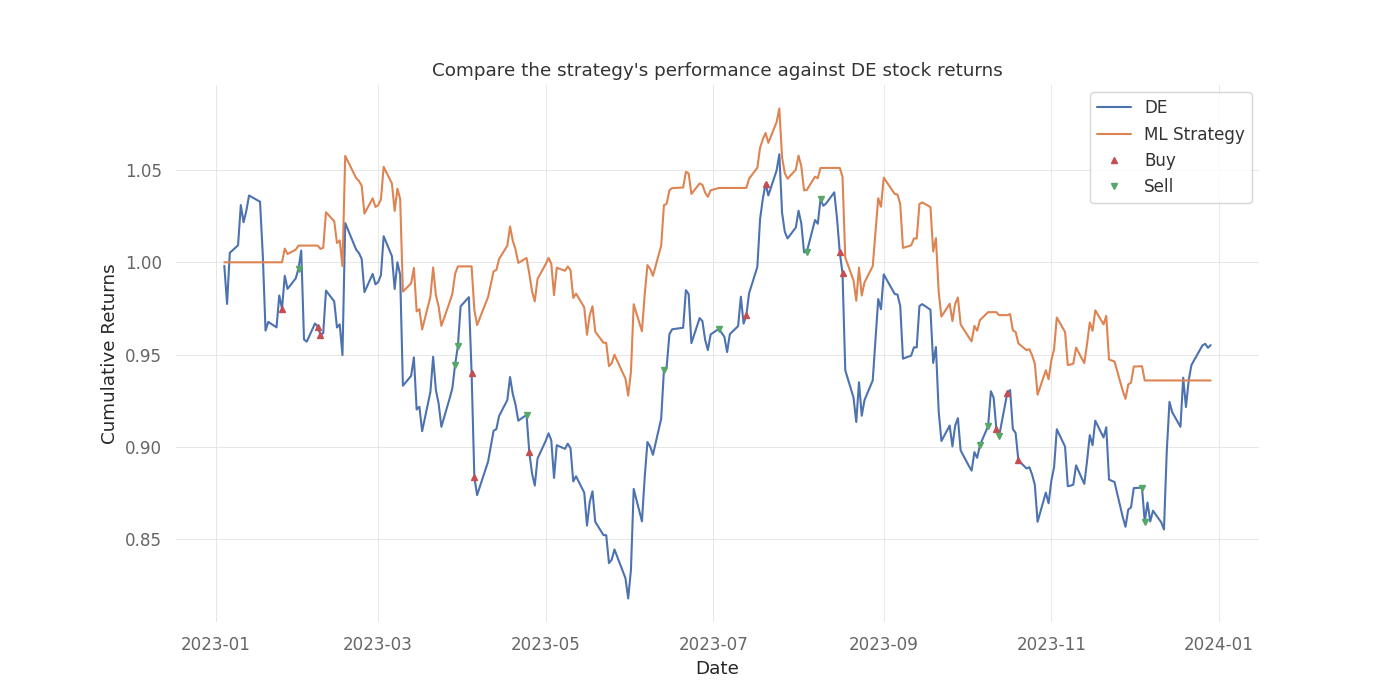 Compare the strategy's performance against DE stock returns
DE
ML Strategy
Buy
Sell
Cumulative Returns
1.05
1.00
0.95
0.90
0.85
2023-01
2023-03
2023-05
2023-07
2023-09
2023-11
2024-01
Date